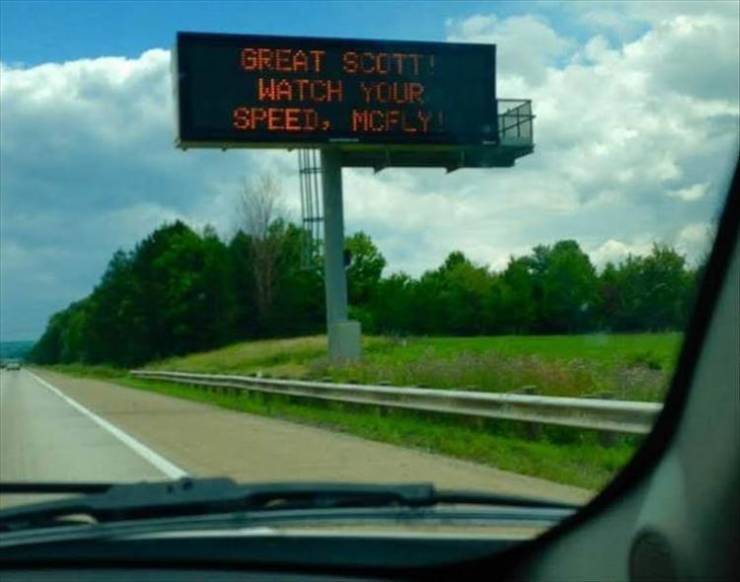 GREAT SCOTT!
WATCH YOUR
SPEED, MCFLY!